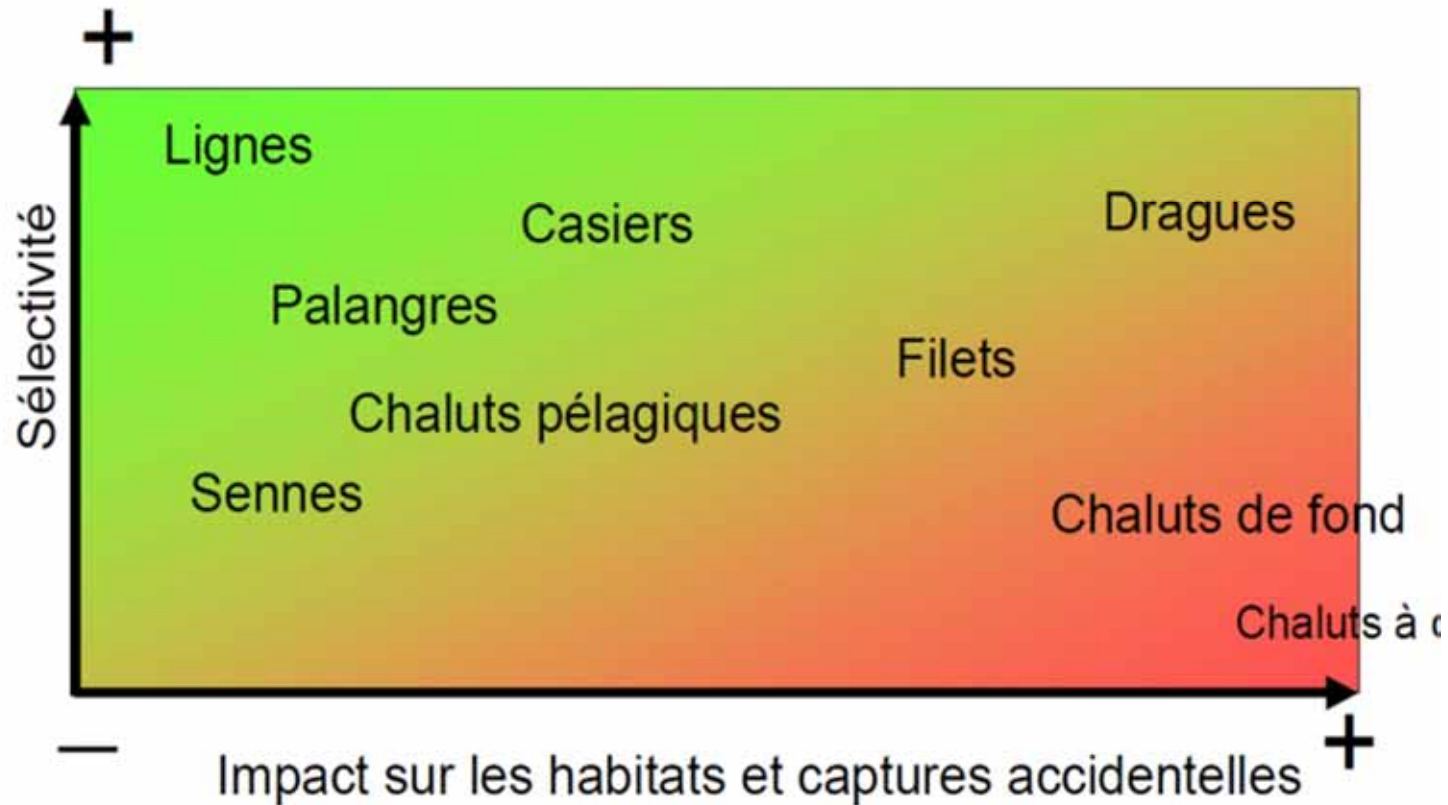 +
Lignes
Casiers
Dragues
Palangres
Filets
Chaluts pélagiques
Sennes
Chaluts de fond
Chaluts à
Sélectivité
—
+
Impact sur les habitats et captures accidentelles